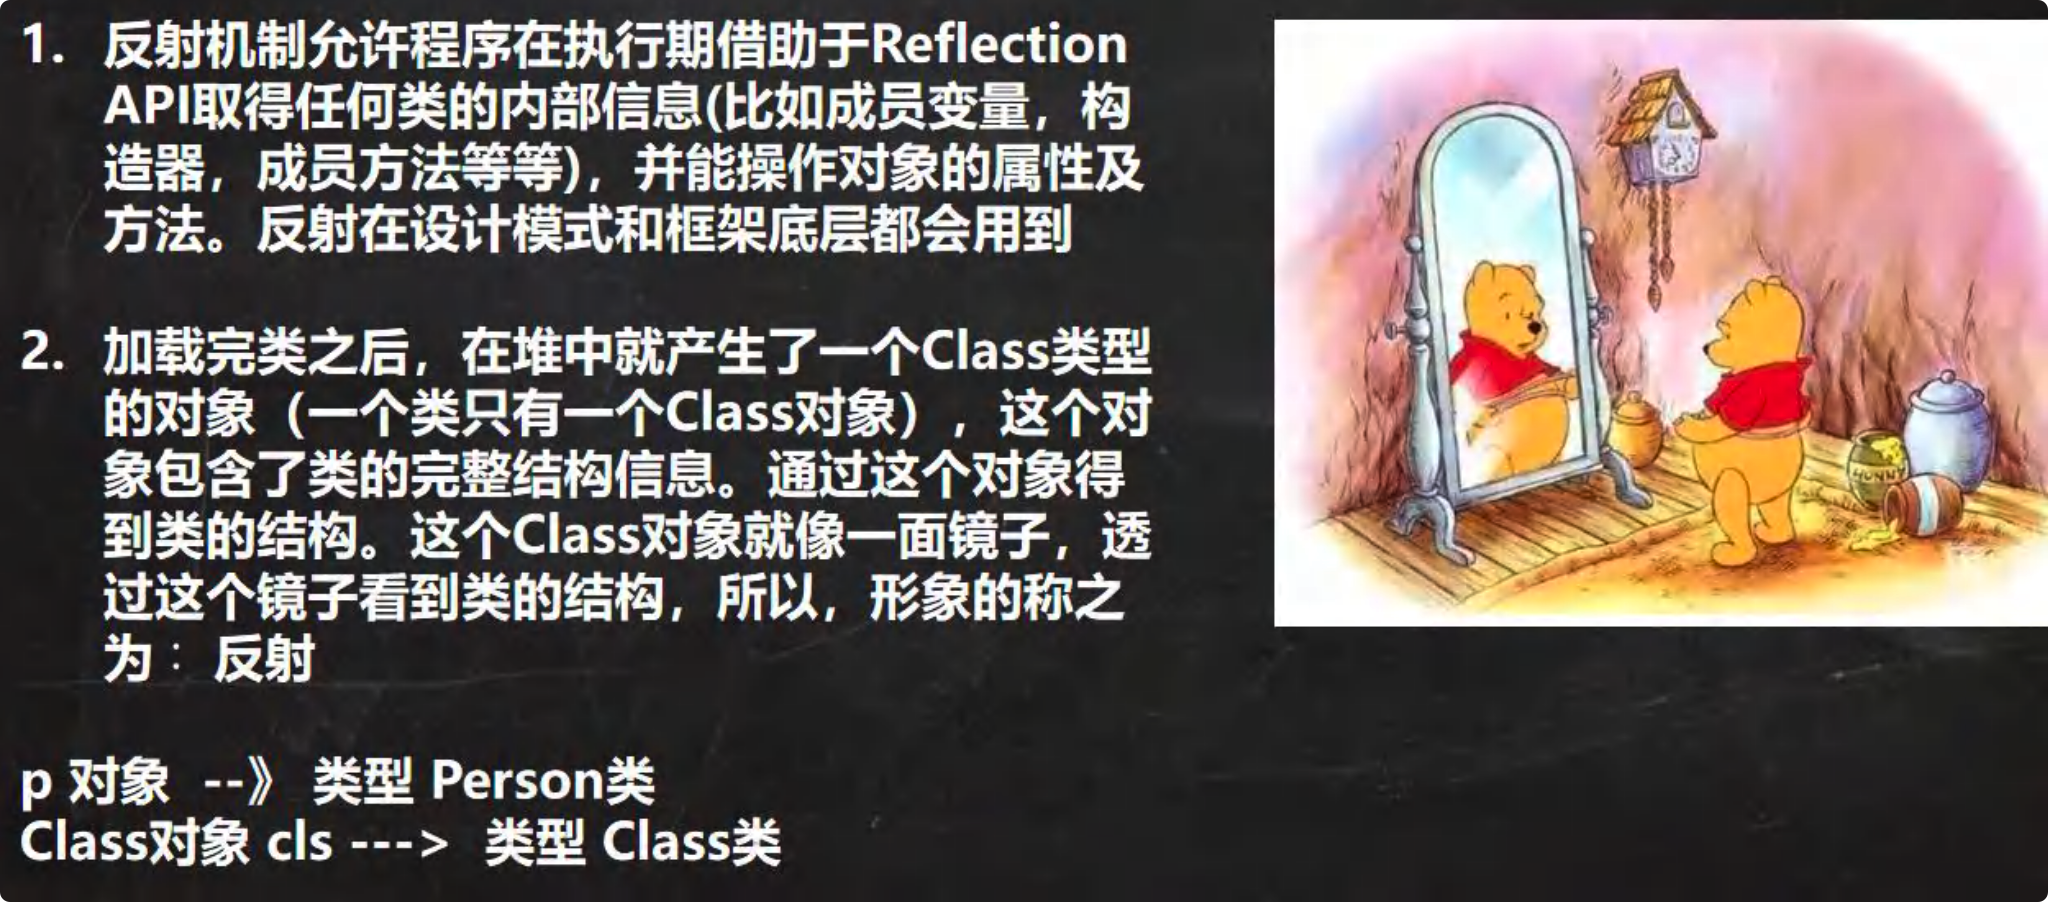 1. 反射机制允许程序在执行期借助于Reflection
API取得任何类的内部信息(比如成员变量，构
造器，成员方法等等)，并能操作对象的属性及
方法。反射在设计模式和框架底层都会用到
2. 加载完类之后，在堆中就产生了一个Class类型
的对象（一个类只有一个Class对象），这个对
象包含了类的完整结构信息。通过这个对象得
到类的结构。这个Class对象就像一面镜子，透
过这个镜子看到类的结构，所以，形象的称之
为：反射
p 对象 --》 类型 Person类
Class对象 cls ---> 类型 Class类
HUNNY